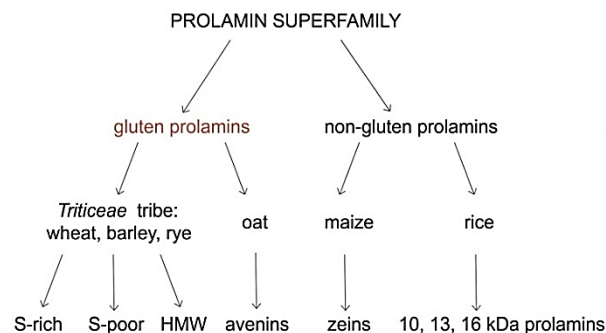 PROLAMIN SUPERFAMILY
gluten prolamins
non-gluten prolamins
Triticeae tribe:
wheat, barley, rye
oat
maize
rice
S-rich
S-poor
HMW
avenins
zeins
10, 13, 16 kDa prolamins